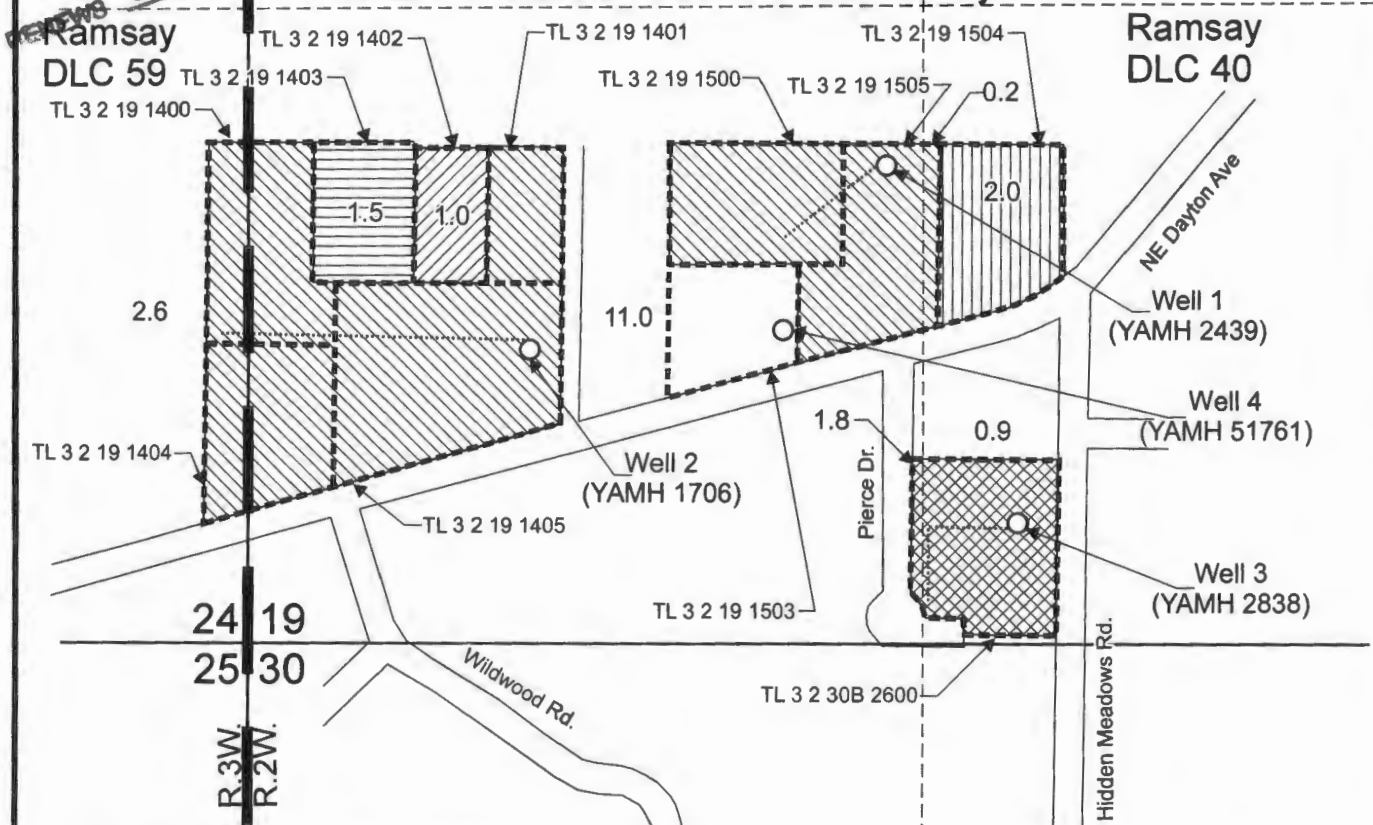 Ramsay
DLC 59
TL 3 2 19 1402
TL 3 2 19 1401
TL 3 2 19 1504
Ramsay
DLC 40
TL 3 2 19 1403
TL 3 2 19 1500
TL 3 2 19 1505
0.2
TL 3 2 19 1400
1.5
1.0
2.0
NE Dayton Ave
2.6
11.0
Well 1
(YAMH 2439)
Well 4
(YAMH 51761)
1.8
0.9
TL 3 2 19 1404
Well 2
(YAMH 1706)
Pierce Dr.
TL 3 2 19 1405
Well 3
(YAMH 2838)
TL 3 2 19 1503
24 19
25 30
Wildwood Rd.
TL 3 2 30B 2600
Hidden Meadows Rd.
R.3W.
R.2W.